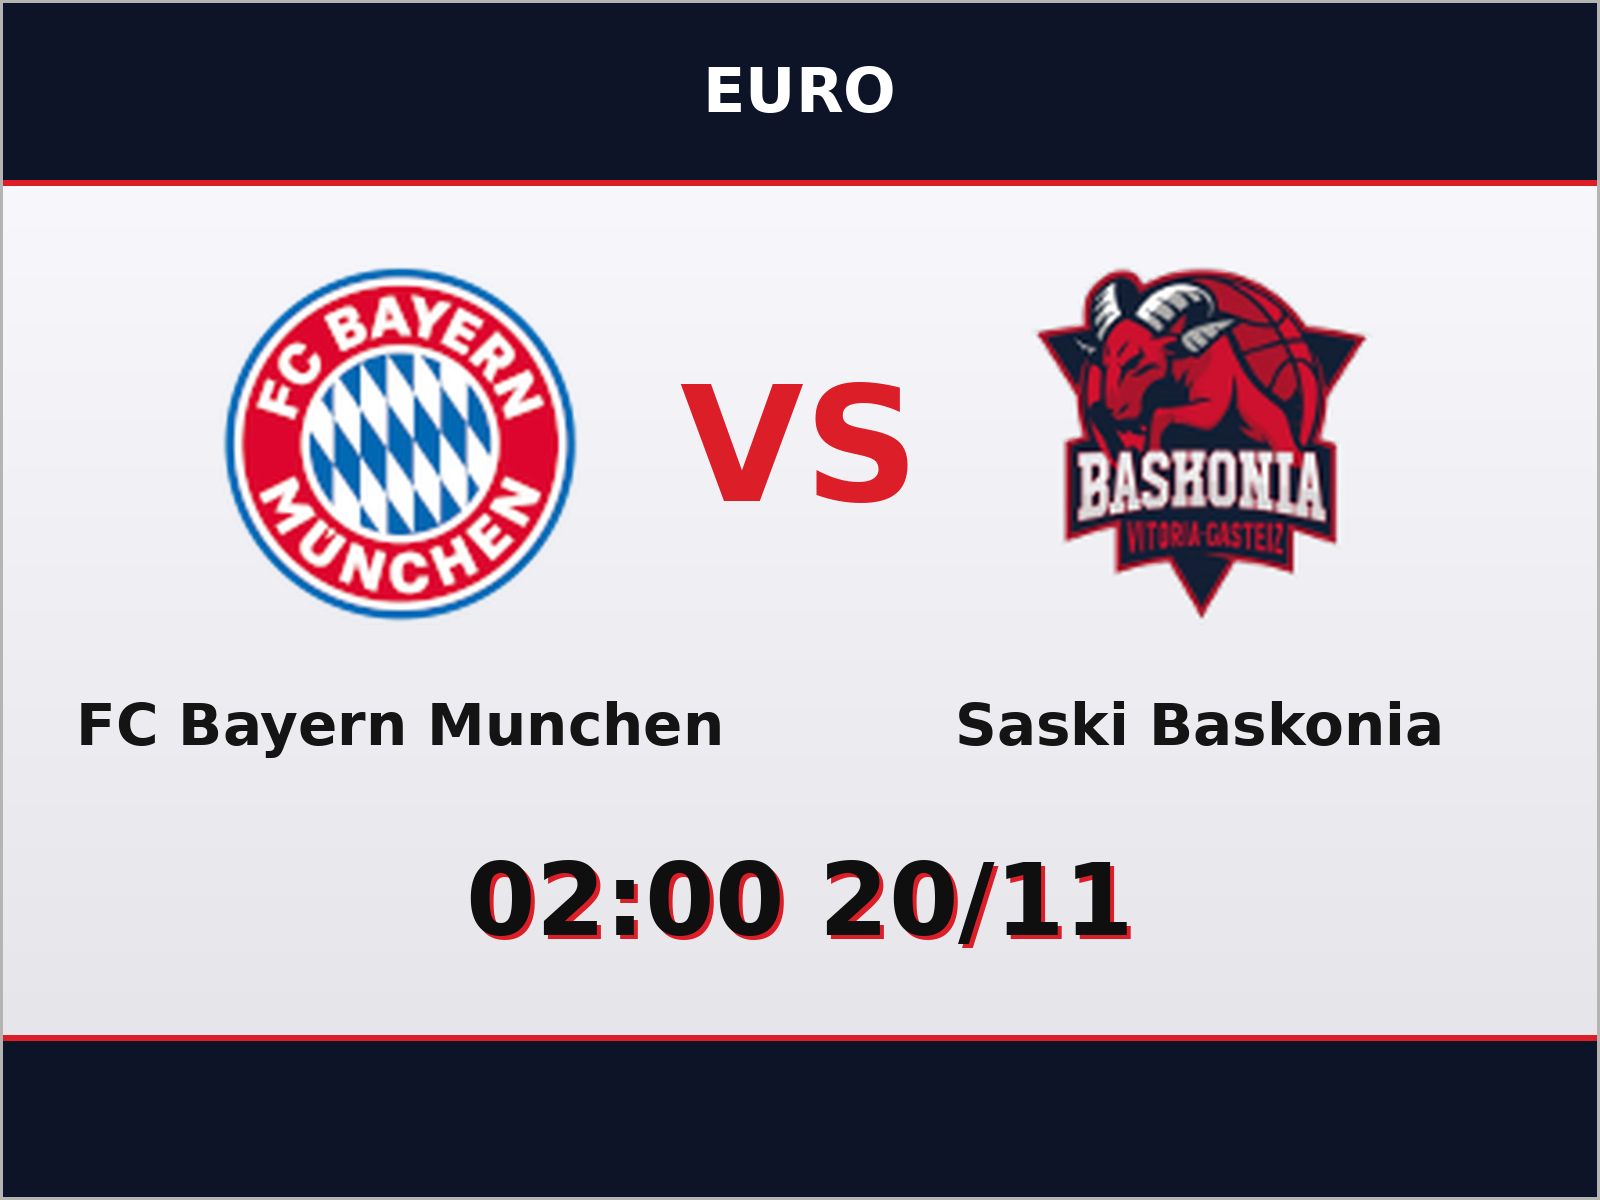 EURO
FC BAYERN
MÜNCHEN
VS
BASKONIA
VITORIA-GASTEIZ
FC Bayern Munchen
Saski Baskonia
02:00 20/11